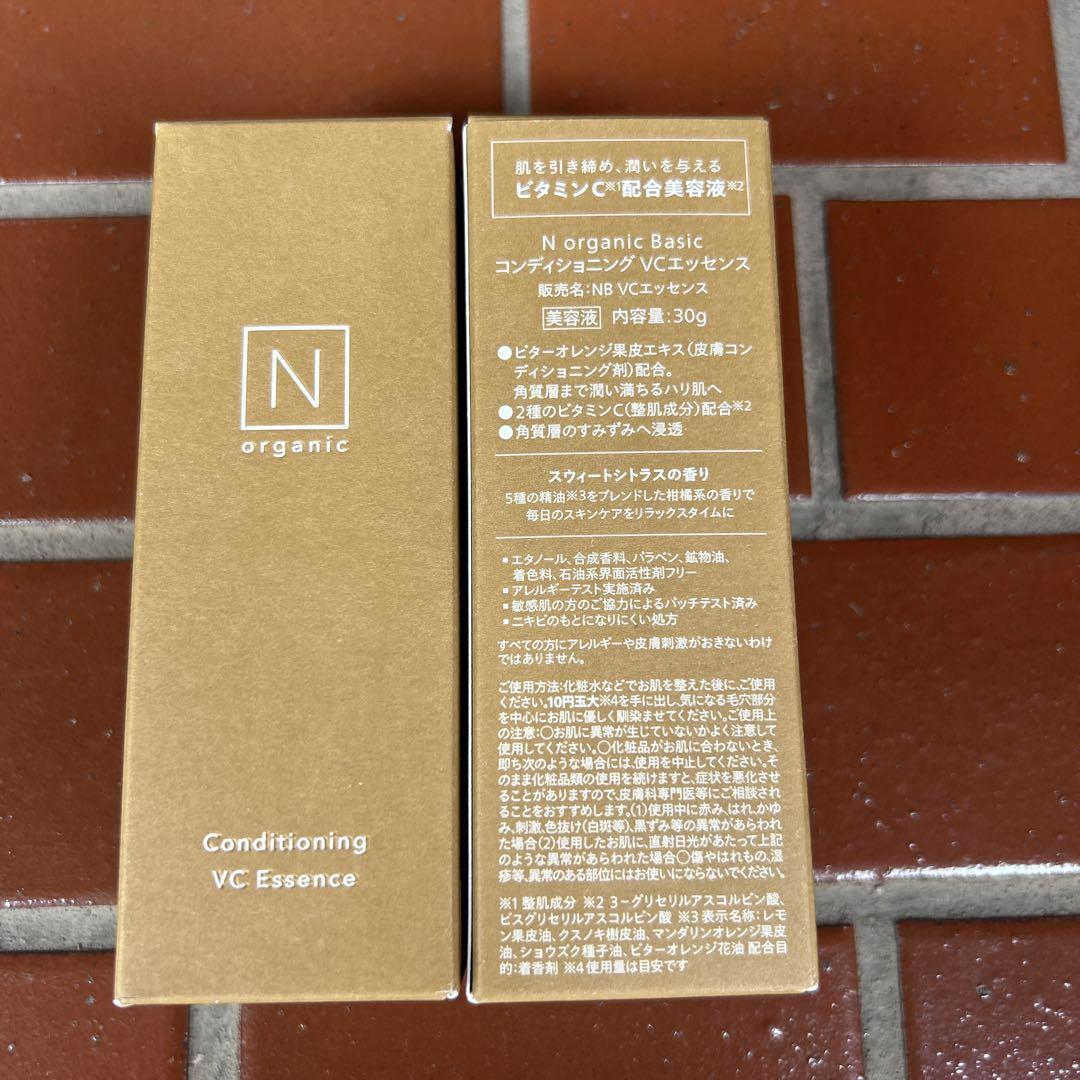 N
organic
Conditioning
VC Essence
肌を引き締め、潤いを与える
ビタミンC※1配合美容液※2
N organic Basic
コンディショニング VCエッセンス
販売名:NB VCエッセンス
美容液 内容量:30g
●ビターオレンジ果皮エキス(皮膚コン
ディショニング剤)配合。
角質層まで潤い満ちるハリ肌へ
●2種のビタミンC(整肌成分)配合※2
●角質層のすみずみへ浸透
スウィートシトラスの香り
5種の精油※3をブレンドした柑橘系の香りで
毎日のスキンケアをリラックスタイムに
▪エタノール、合成香料、パラベン、鉱物油、
着色料、石油系界面活性剤フリー
▪アレルギーテスト実施済み
▪敏感肌の方のご協力によるパッチテスト済み
▪ニキビのもとになりにくい処方
すべての方にアレルギーや皮膚刺激がおきないわけ
ではありません。
ご使用方法:化粧水などでお肌を整えた後に、ご使用
ください。10円玉大※4を手に出し、気になる毛穴部分
を中心にお肌に優しく馴染ませてください。ご使用上
の注意:〇お肌に異常が生じていないかよく注意して
使用してください。〇化粧品がお肌に合わないとき、
即ち次のような場合には、使用を中止してください。そ
のまま化粧品類の使用を続けますと、症状を悪化させ
ることがありますので、皮膚科専門医等にご相談され
ることをおすすめします。(1)使用中に赤み、はれ、かゆ
み、刺激、色抜け(白斑等)、黒ずみ等の異常があらわれ
た場合(2)使用したお肌に、直射日光があたって上記
のような異常があらわれた場合〇傷やはれもの、湿
疹等、異常のある部位にはお使いにならないでください。
※1 整肌成分 ※2 3-グリセリルアスコルビン酸、
ビスグリセリルアスコルビン酸 ※3 表示名称:レモ
ン果皮油、クスノキ樹皮油、マンダリンオレンジ果皮
油、ショウズク種子油、ビターオレンジ花油 配合目
的:着香剤 ※4 使用量は目安です